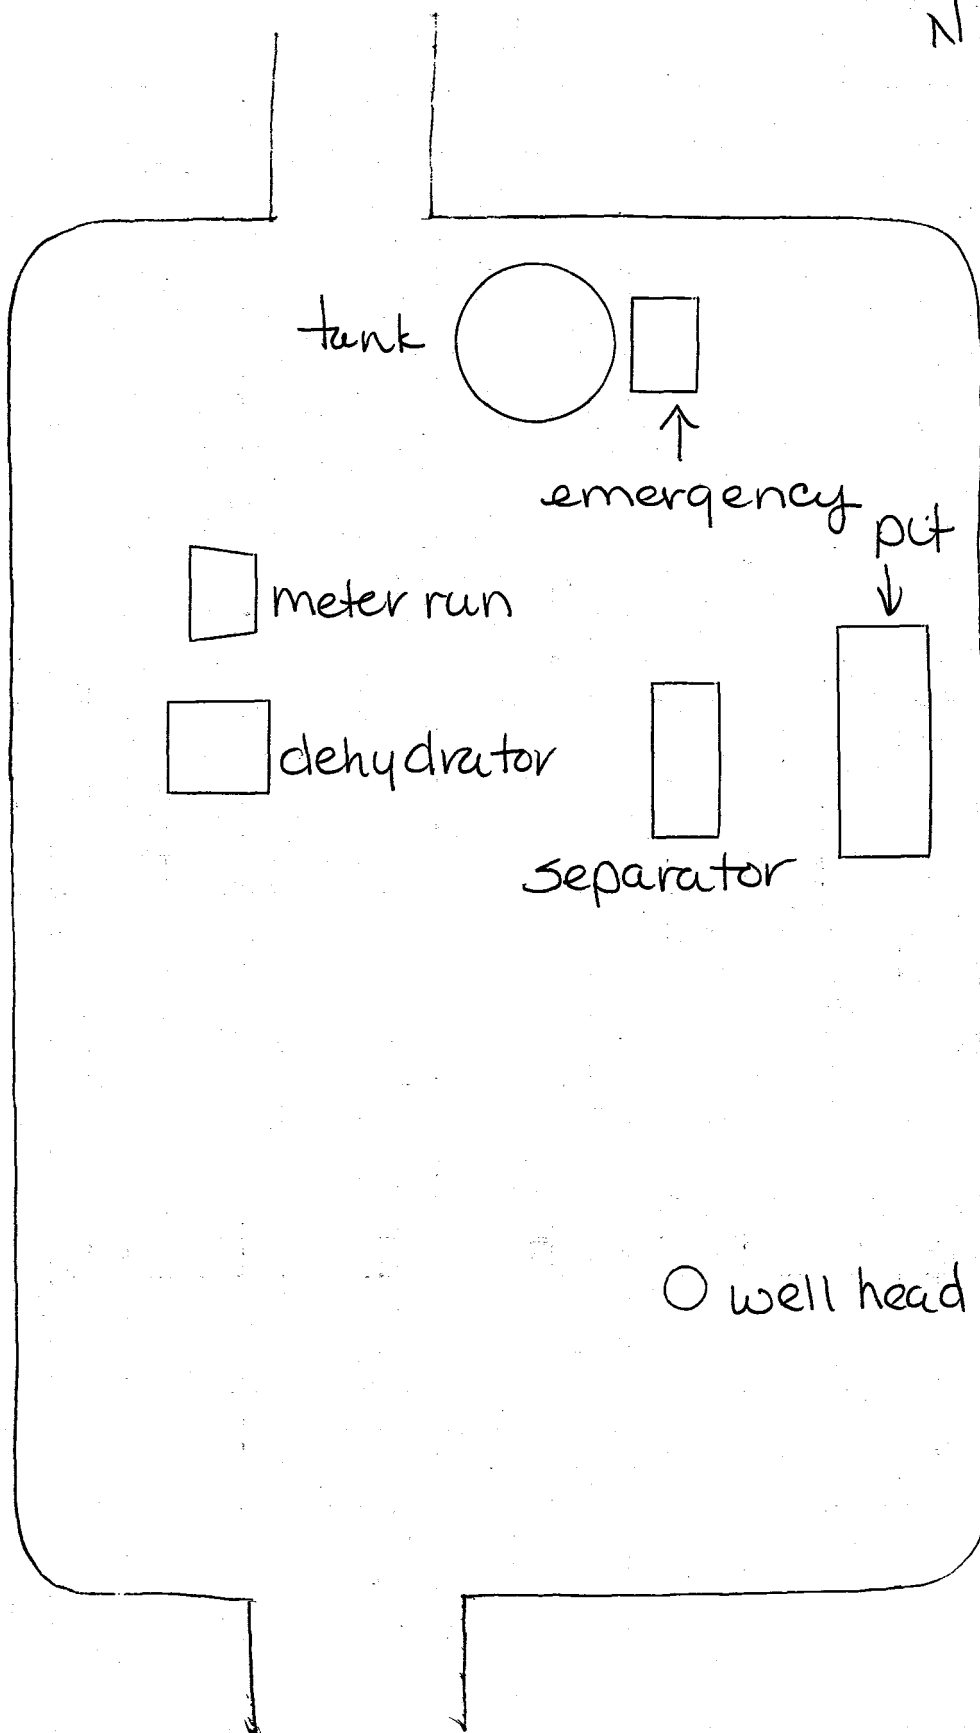 N
tank
emergency
pit
meter run
dehydrator
separator
well head